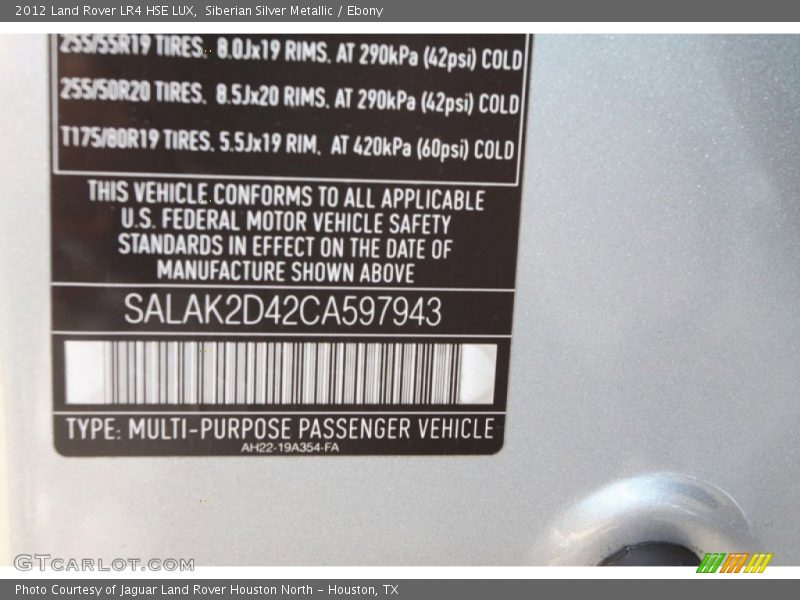 2012 Land Rover LR4 HSE LUX,  Siberian Silver Metallic / Ebony
255/55R19 TIRES. 8.0Jx19 RIMS. AT 290kPa (42psi) COLD
255/50R20 TIRES. 8.5Jx20 RIMS. AT 290kPa (42psi) COLD
T175/80R19 TIRES. 5.5Jx19 RIM. AT 420kPa (60psi) COLD
THIS VEHICLE CONFORMS TO ALL APPLICABLE
U.S. FEDERAL MOTOR VEHICLE SAFETY
STANDARDS IN EFFECT ON THE DATE OF
MANUFACTURE SHOWN ABOVE
SALAK2D42CA597943
TYPE: MULTI-PURPOSE PASSENGER VEHICLE
AH22-19A354-FA
GTCARLOT.COM
Photo Courtesy of Jaguar Land Rover Houston North - Houston, TX